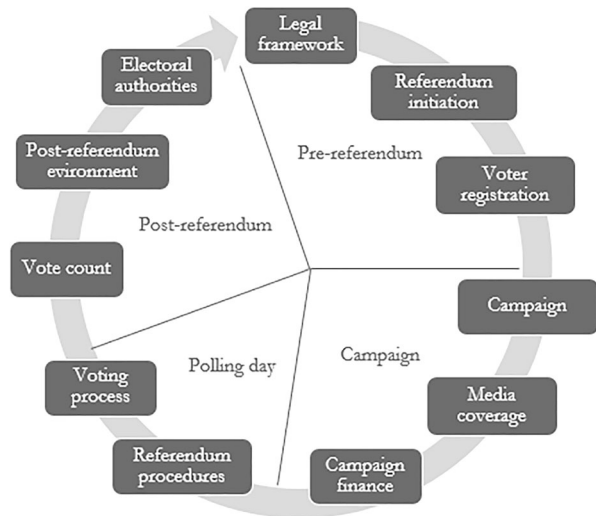 Legal
framework
Referendum
initiation
Voter
registration
Campaign
Media
coverage
Campaign
finance
Referendum
procedures
Voting
process
Vote count
Post-referendum
evironment
Electoral
authorities
Pre-referendum
Campaign
Polling day
Post-referendum